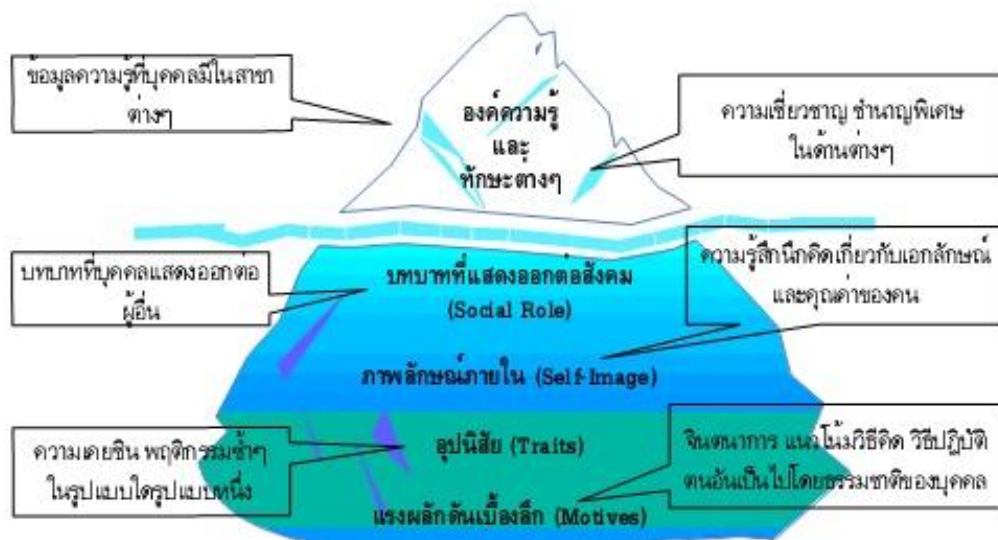 ข้อมูลความรู้ที่บุคคลมีในสาขา
ต่างๆ
องค์ความรู้
และ
ทักษะต่างๆ
ความเชี่ยวชาญ ชำนาญพิเศษ
ในด้านต่างๆ
บทบาทที่บุคคลแสดงออกต่อ
ผู้อื่น
บทบาทที่แสดงออกต่อสังคม
(Social Role)
ความรู้สึกนึกคิดเกี่ยวกับเอกลักษณ์
และคุณค่าของคน
ภาพลักษณ์ภายใน (Self-Image)
ความเคยชิน พฤติกรรมซ้ำๆ
ในรูปแบบใดรูปแบบหนึ่ง
อุปนิสัย (Traits)
จินตนาการ แนวโน้มวิธีคิด วิธีปฎิบัติ
ตนอันเป็นไปโดยธรรมชาติของบุคคล
แรงผลักดันเบื้องลึก (Motives)